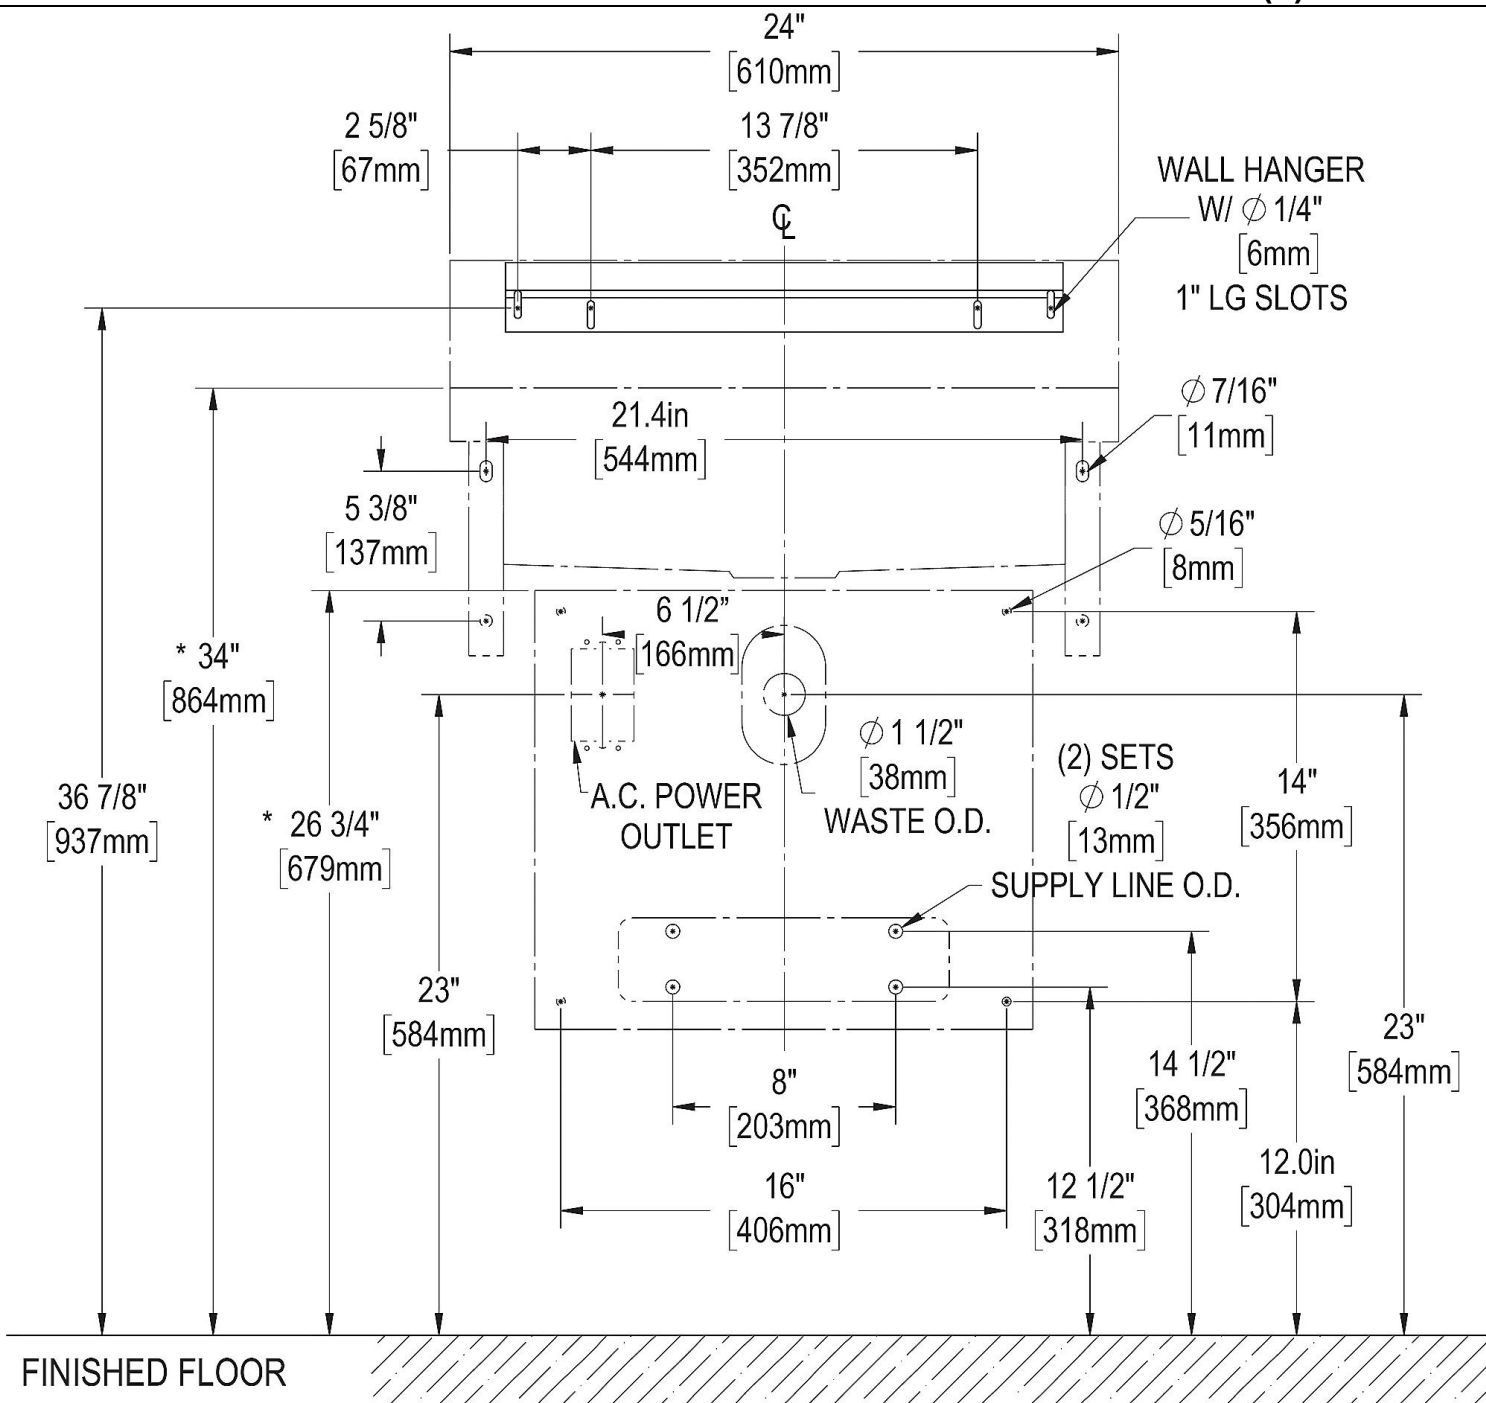 24"
[610mm]
2 5/8"
[67mm]
13 7/8"
[352mm]
℄
WALL HANGER
W/ ∅ 1/4"
[6mm]
1" LG SLOTS
∅ 7/16"
[11mm]
21.4in
[544mm]
5 3/8"
[137mm]
∅ 5/16"
[8mm]
6 1/2"
[166mm]
* 34"
[864mm]
∅ 1 1/2"
[38mm]
WASTE O.D.
A.C. POWER
OUTLET
(2) SETS
∅ 1/2"
[13mm]
SUPPLY LINE O.D.
14"
[356mm]
36 7/8"
[937mm]
* 26 3/4"
[679mm]
23"
[584mm]
23"
[584mm]
14 1/2"
[368mm]
8"
[203mm]
12.0in
[304mm]
16"
[406mm]
12 1/2"
[318mm]
FINISHED FLOOR